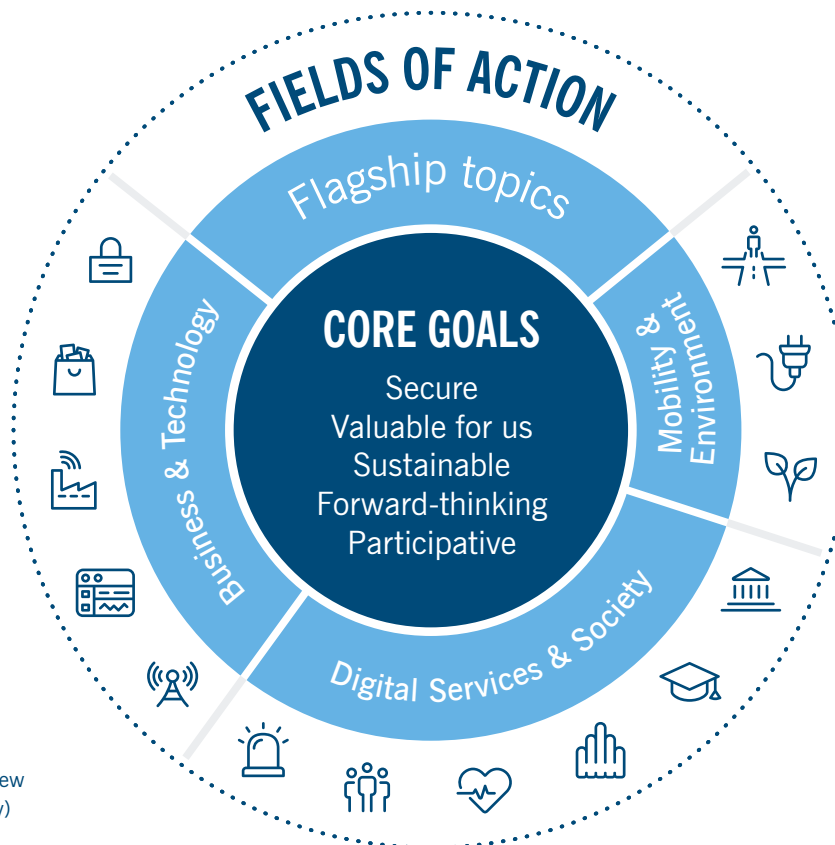 FIELDS OF ACTION
Flagship topics
CORE GOALS
Secure
Valuable for us
Sustainable
Forward-thinking
Participative
Business & Technology
Mobility &
Environment
Digital Services & Society
ew
y)